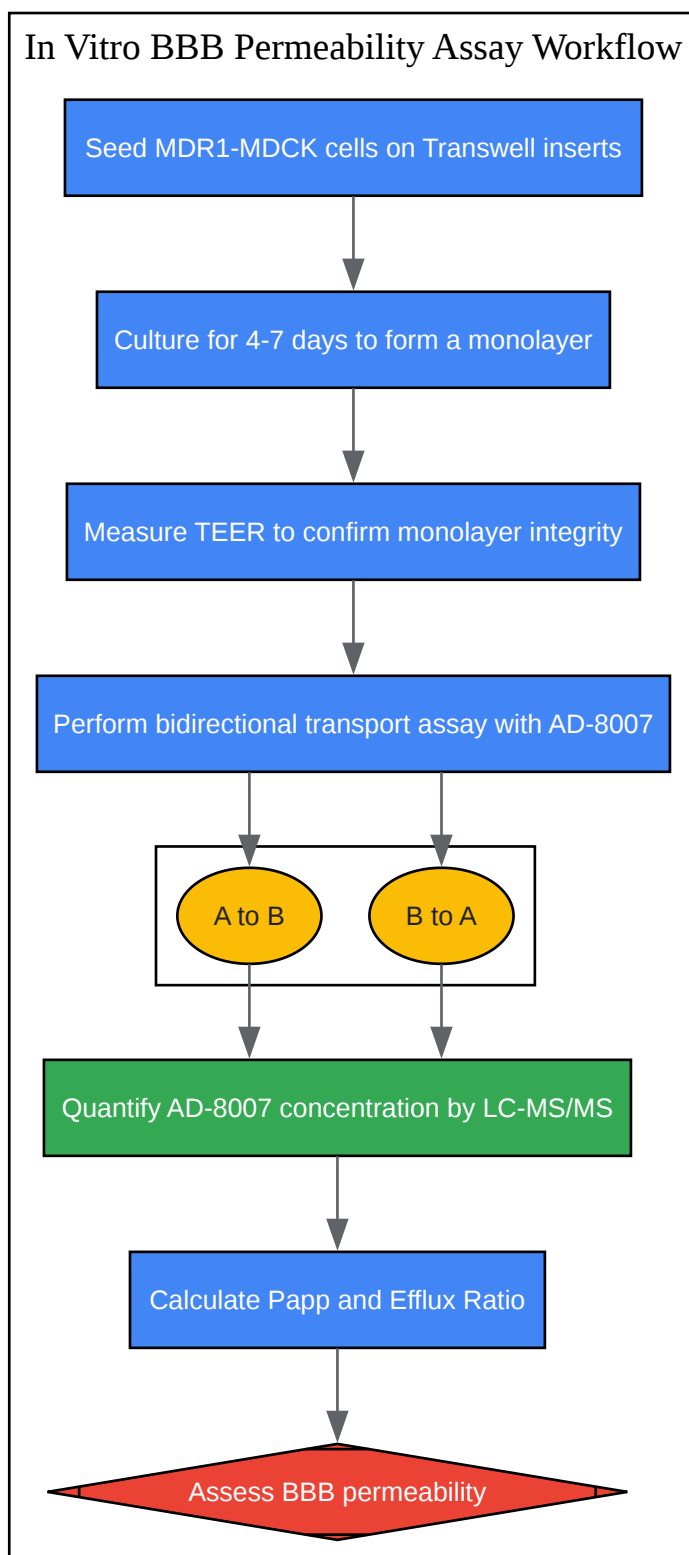 In Vitro BBB Permeability Assay Workflow
Seed MDR1-MDCK cells on Transwell inserts
Culture for 4-7 days to form a monolayer
Measure TEER to confirm monolayer integrity
Perform bidirectional transport assay with AD-8007
A to B
B to A
Quantify AD-8007 concentration by LC-MS/MS
Calculate Papp and Efflux Ratio
Assess BBB permeability